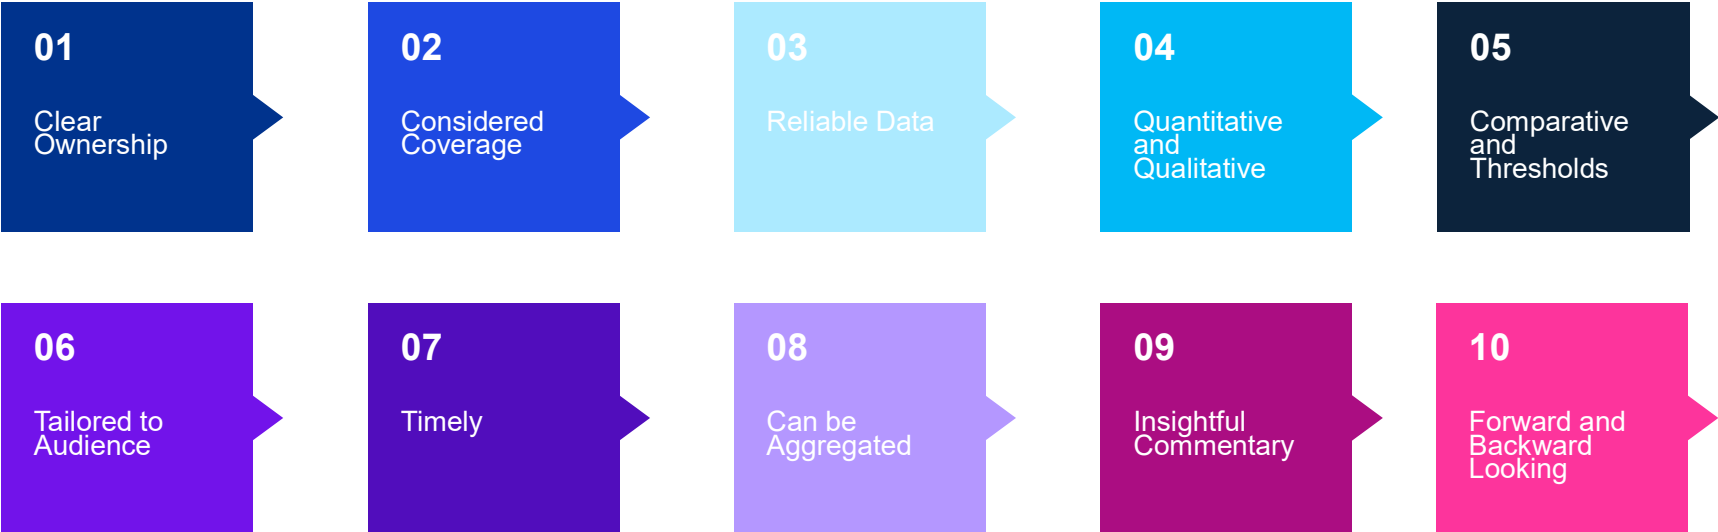 01
Clear
Ownership
02
Considered
Coverage
03
Reliable Data
04
Quantitative
and
Qualitative
05
Comparative
and
Thresholds
06
Tailored to
Audience
07
Timely
08
Can be
Aggregated
09
Insightful
Commentary
10
Forward and
Backward
Looking